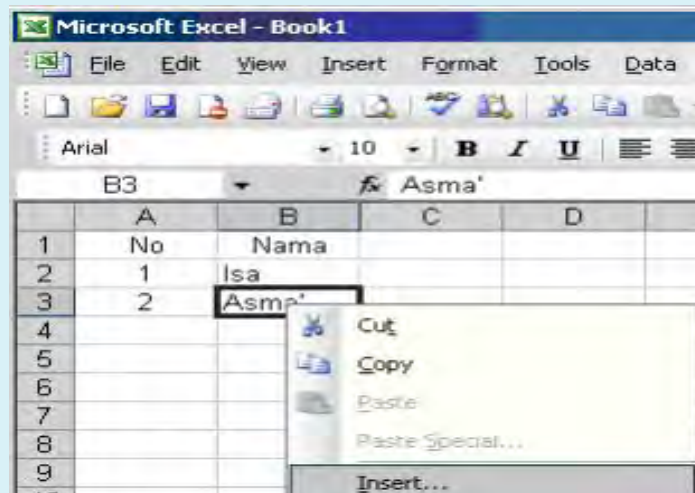 Microsoft Excel - Book1
File Edit View Insert Format Tools Data
Arial 10 B I U
B3 fx Asma'
A B C D
1 No Nama
2 1 Isa
3 2 Asma'
4 Cut
5 Copy
6 Paste
7
8 Paste Special...
9 Insert...